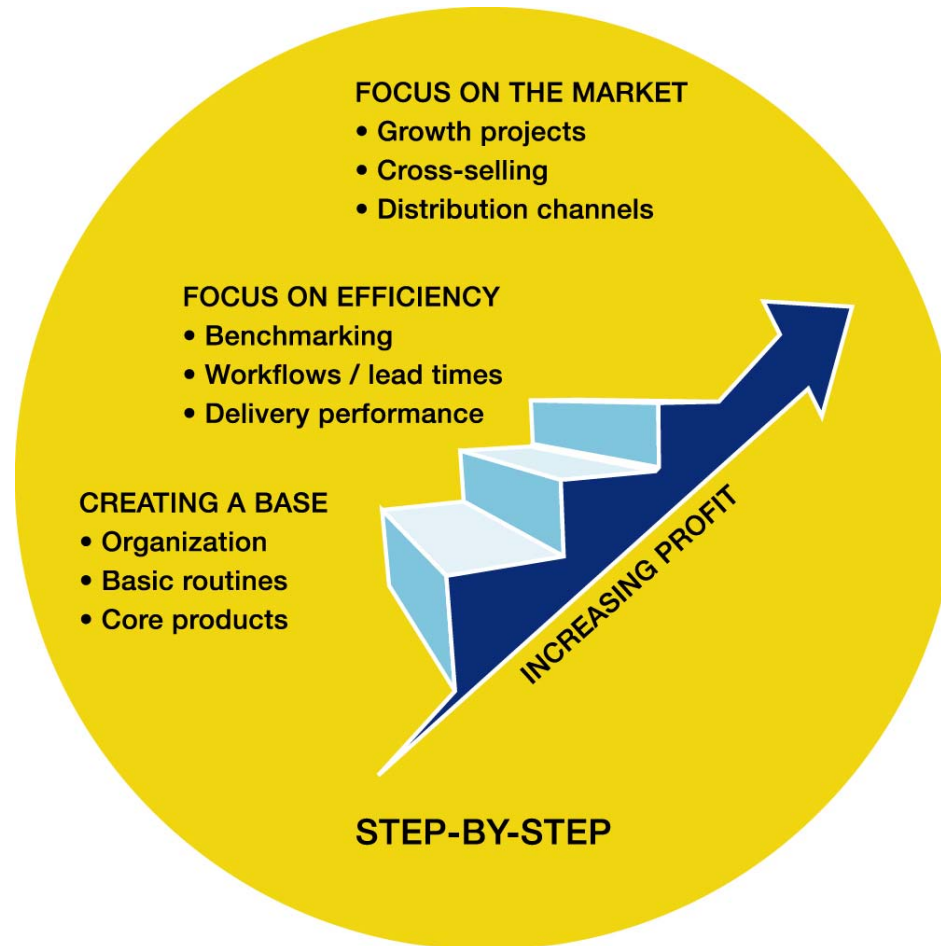 FOCUS ON THE MARKET
• Growth projects
• Cross-selling
• Distribution channels
FOCUS ON EFFICIENCY
• Benchmarking
• Workflows / lead times
• Delivery performance
CREATING A BASE
• Organization
• Basic routines
• Core products
INCREASING PROFIT
STEP-BY-STEP